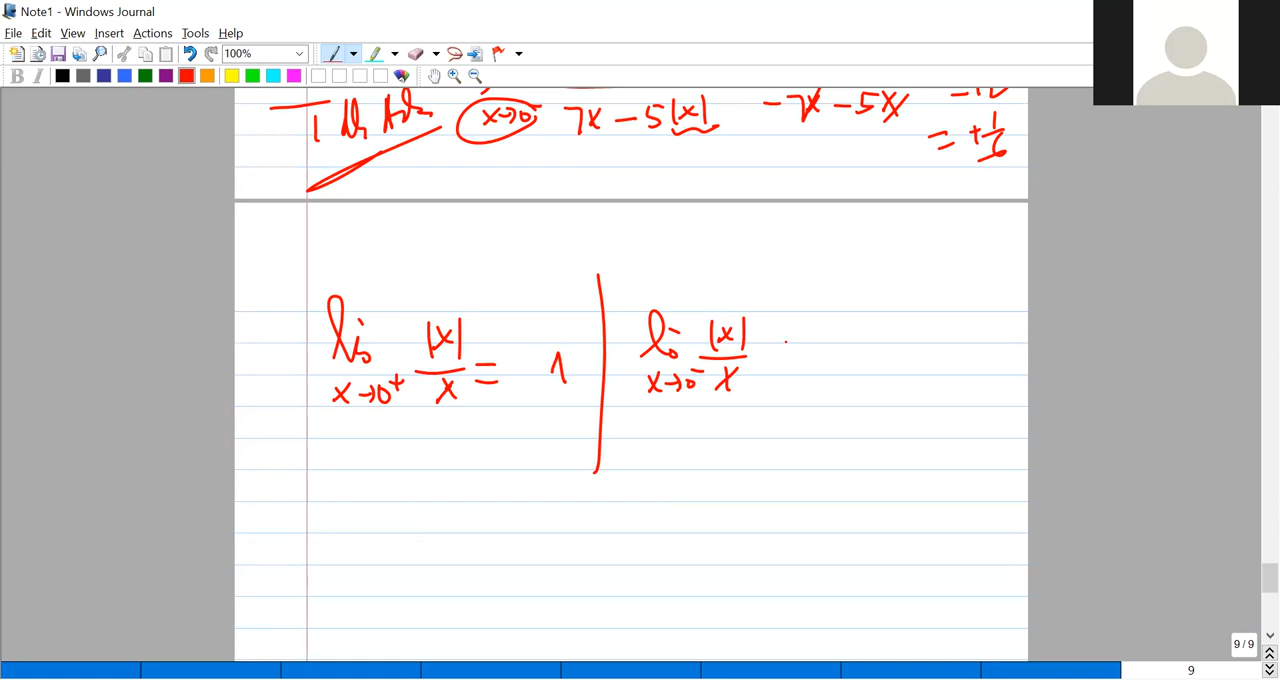 Note1 - Windows Journal
File Edit View Insert Actions Tools Help
100%
B I
x→0⁻ 7x - 5|x| -7x - 5x
= +1/6
lim x→0⁺ |x|/x = 1
lim x→0⁻ |x|/x
9/9
9